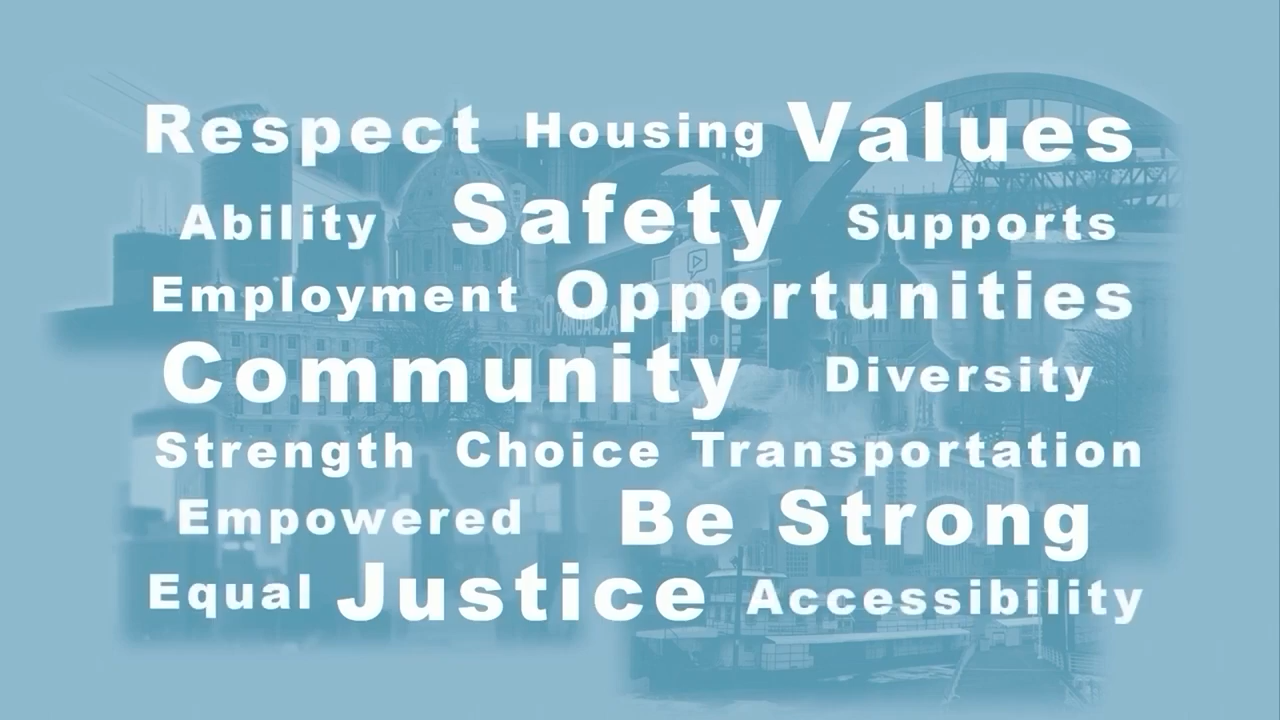 Respect Housing Values
Ability Safety Supports
Employment Opportunities
Community Diversity
Strength Choice Transportation
Empowered Be Strong
Equal Justice Accessibility